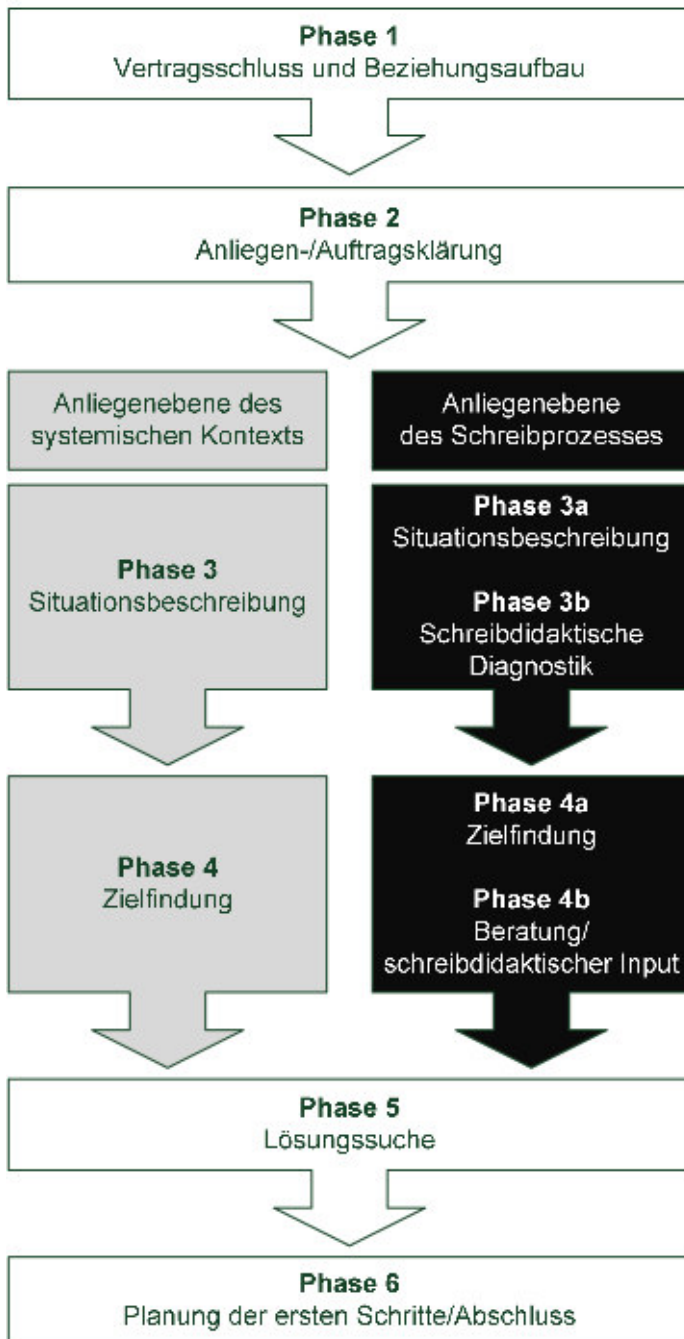 Phase 1
Vertragsschluss und Beziehungsaufbau
Phase 2
Anliegen-/Auftragsklärung
Anliegenebene des
systemischen Kontexts
Anliegenebene
des Schreibprozesses
Phase 3
Situationsbeschreibung
Phase 3a
Situationsbeschreibung
Phase 3b
Schreibdidaktische
Diagnostik
Phase 4
Zielfindung
Phase 4a
Zielfindung
Phase 4b
Beratung/
schreibdidaktischer Input
Phase 5
Lösungssuche
Phase 6
Planung der ersten Schritte/Abschluss